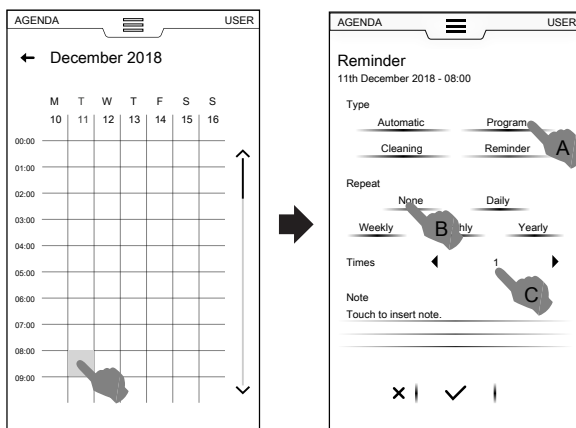 AGENDA USER
December 2018
M T W T F S S
10 11 12 13 14 15 16
00:00
01:00
02:00
03:00
04:00
05:00
06:00
07:00
08:00
09:00
AGENDA USER
Reminder
11th December 2018 - 08:00
Type
Automatic Program
A
Cleaning Reminder
Repeat
None Daily
Weekly B hly Yearly
Times 1
C
Note
Touch to insert note.